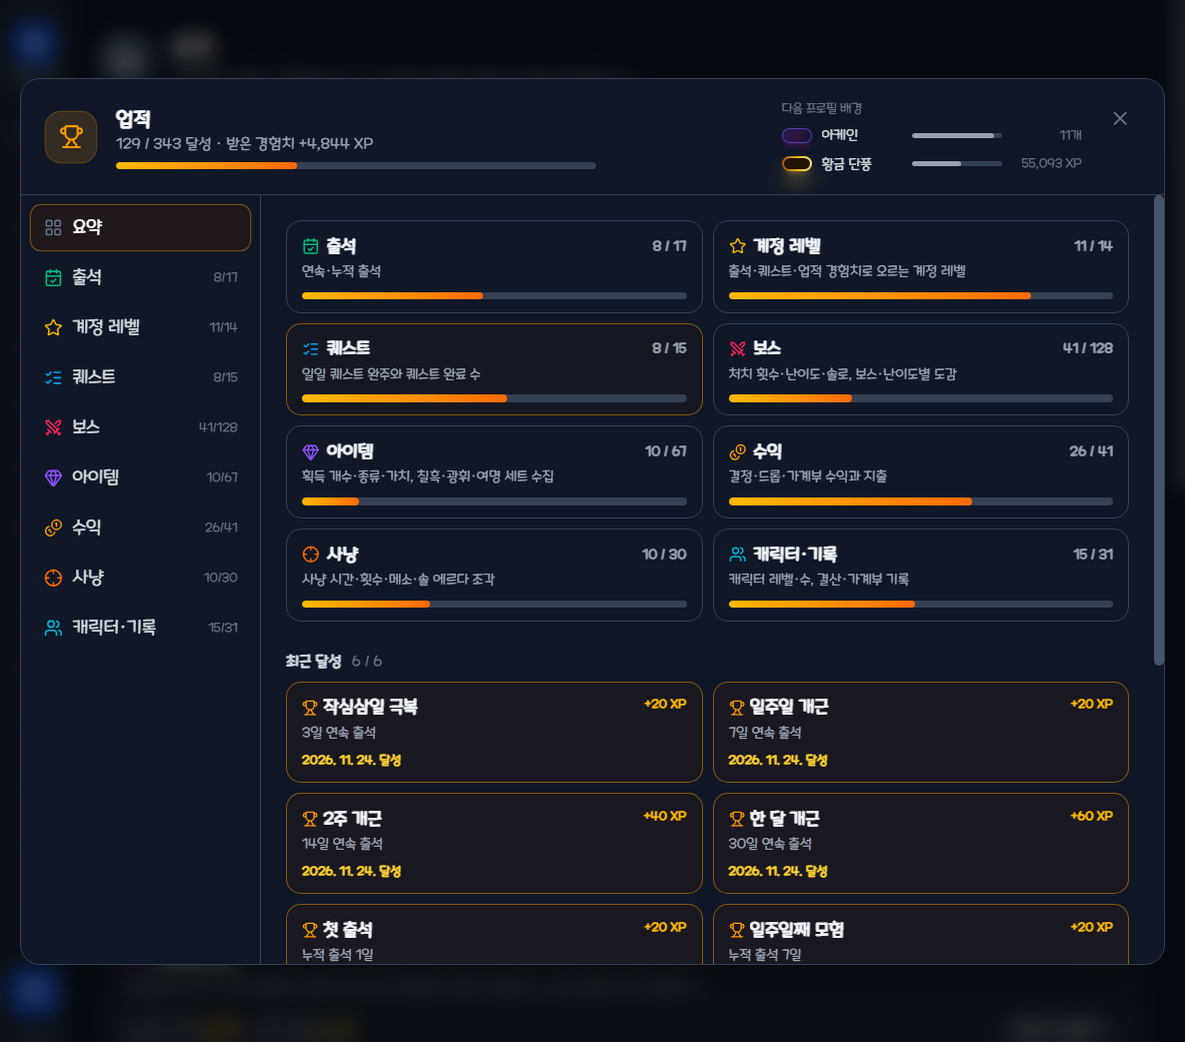 업적
129 / 343 달성 · 받은 경험치 +4,844 XP
다음 프로필 배경
아케인 11개
황금 단풍 55,093 XP
요약
출석 8/17
계정 레벨 11/14
퀘스트 8/15
보스 41/128
아이템 10/67
수익 26/41
사냥 10/30
캐릭터·기록 15/31
출석 8 / 17
연속·누적 출석
계정 레벨 11 / 14
출석·퀘스트·업적 경험치로 오르는 계정 레벨
퀘스트 8 / 15
일일 퀘스트 완주와 퀘스트 완료 수
보스 41 / 128
처치 횟수·난이도·솔로, 보스·난이도별 도감
아이템 10 / 67
획득 개수·종류·가치, 칠흑·광휘·여명 세트 수집
수익 26 / 41
결정·드롭·가계부 수익과 지출
사냥 10 / 30
사냥 시간·횟수·메소·솔 에르다 조각
캐릭터·기록 15 / 31
캐릭터 레벨·수, 결산·가계부 기록
최근 달성 6 / 6
작심삼일 극복 +20 XP
3일 연속 출석
2026. 11. 24. 달성
일주일 개근 +20 XP
7일 연속 출석
2026. 11. 24. 달성
2주 개근 +40 XP
14일 연속 출석
2026. 11. 24. 달성
한 달 개근 +60 XP
30일 연속 출석
2026. 11. 24. 달성
첫 출석 +20 XP
누적 출석 1일
일주일째 모험 +20 XP
누적 출석 7일